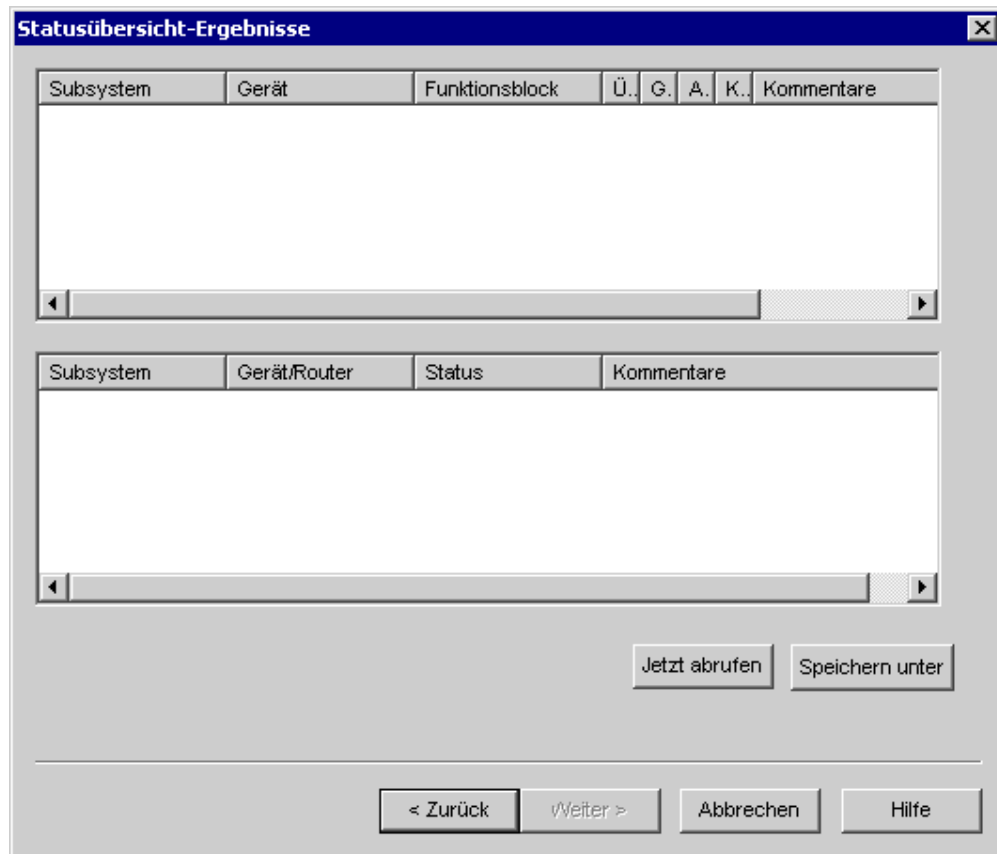 Statusübersicht-Ergebnisse
Subsystem Gerät Funktionsblock Ü.. G. A. K.. Kommentare
Subsystem Gerät/Router Status Kommentare
Jetzt abrufen Speichern unter
< Zurück Weiter > Abbrechen Hilfe